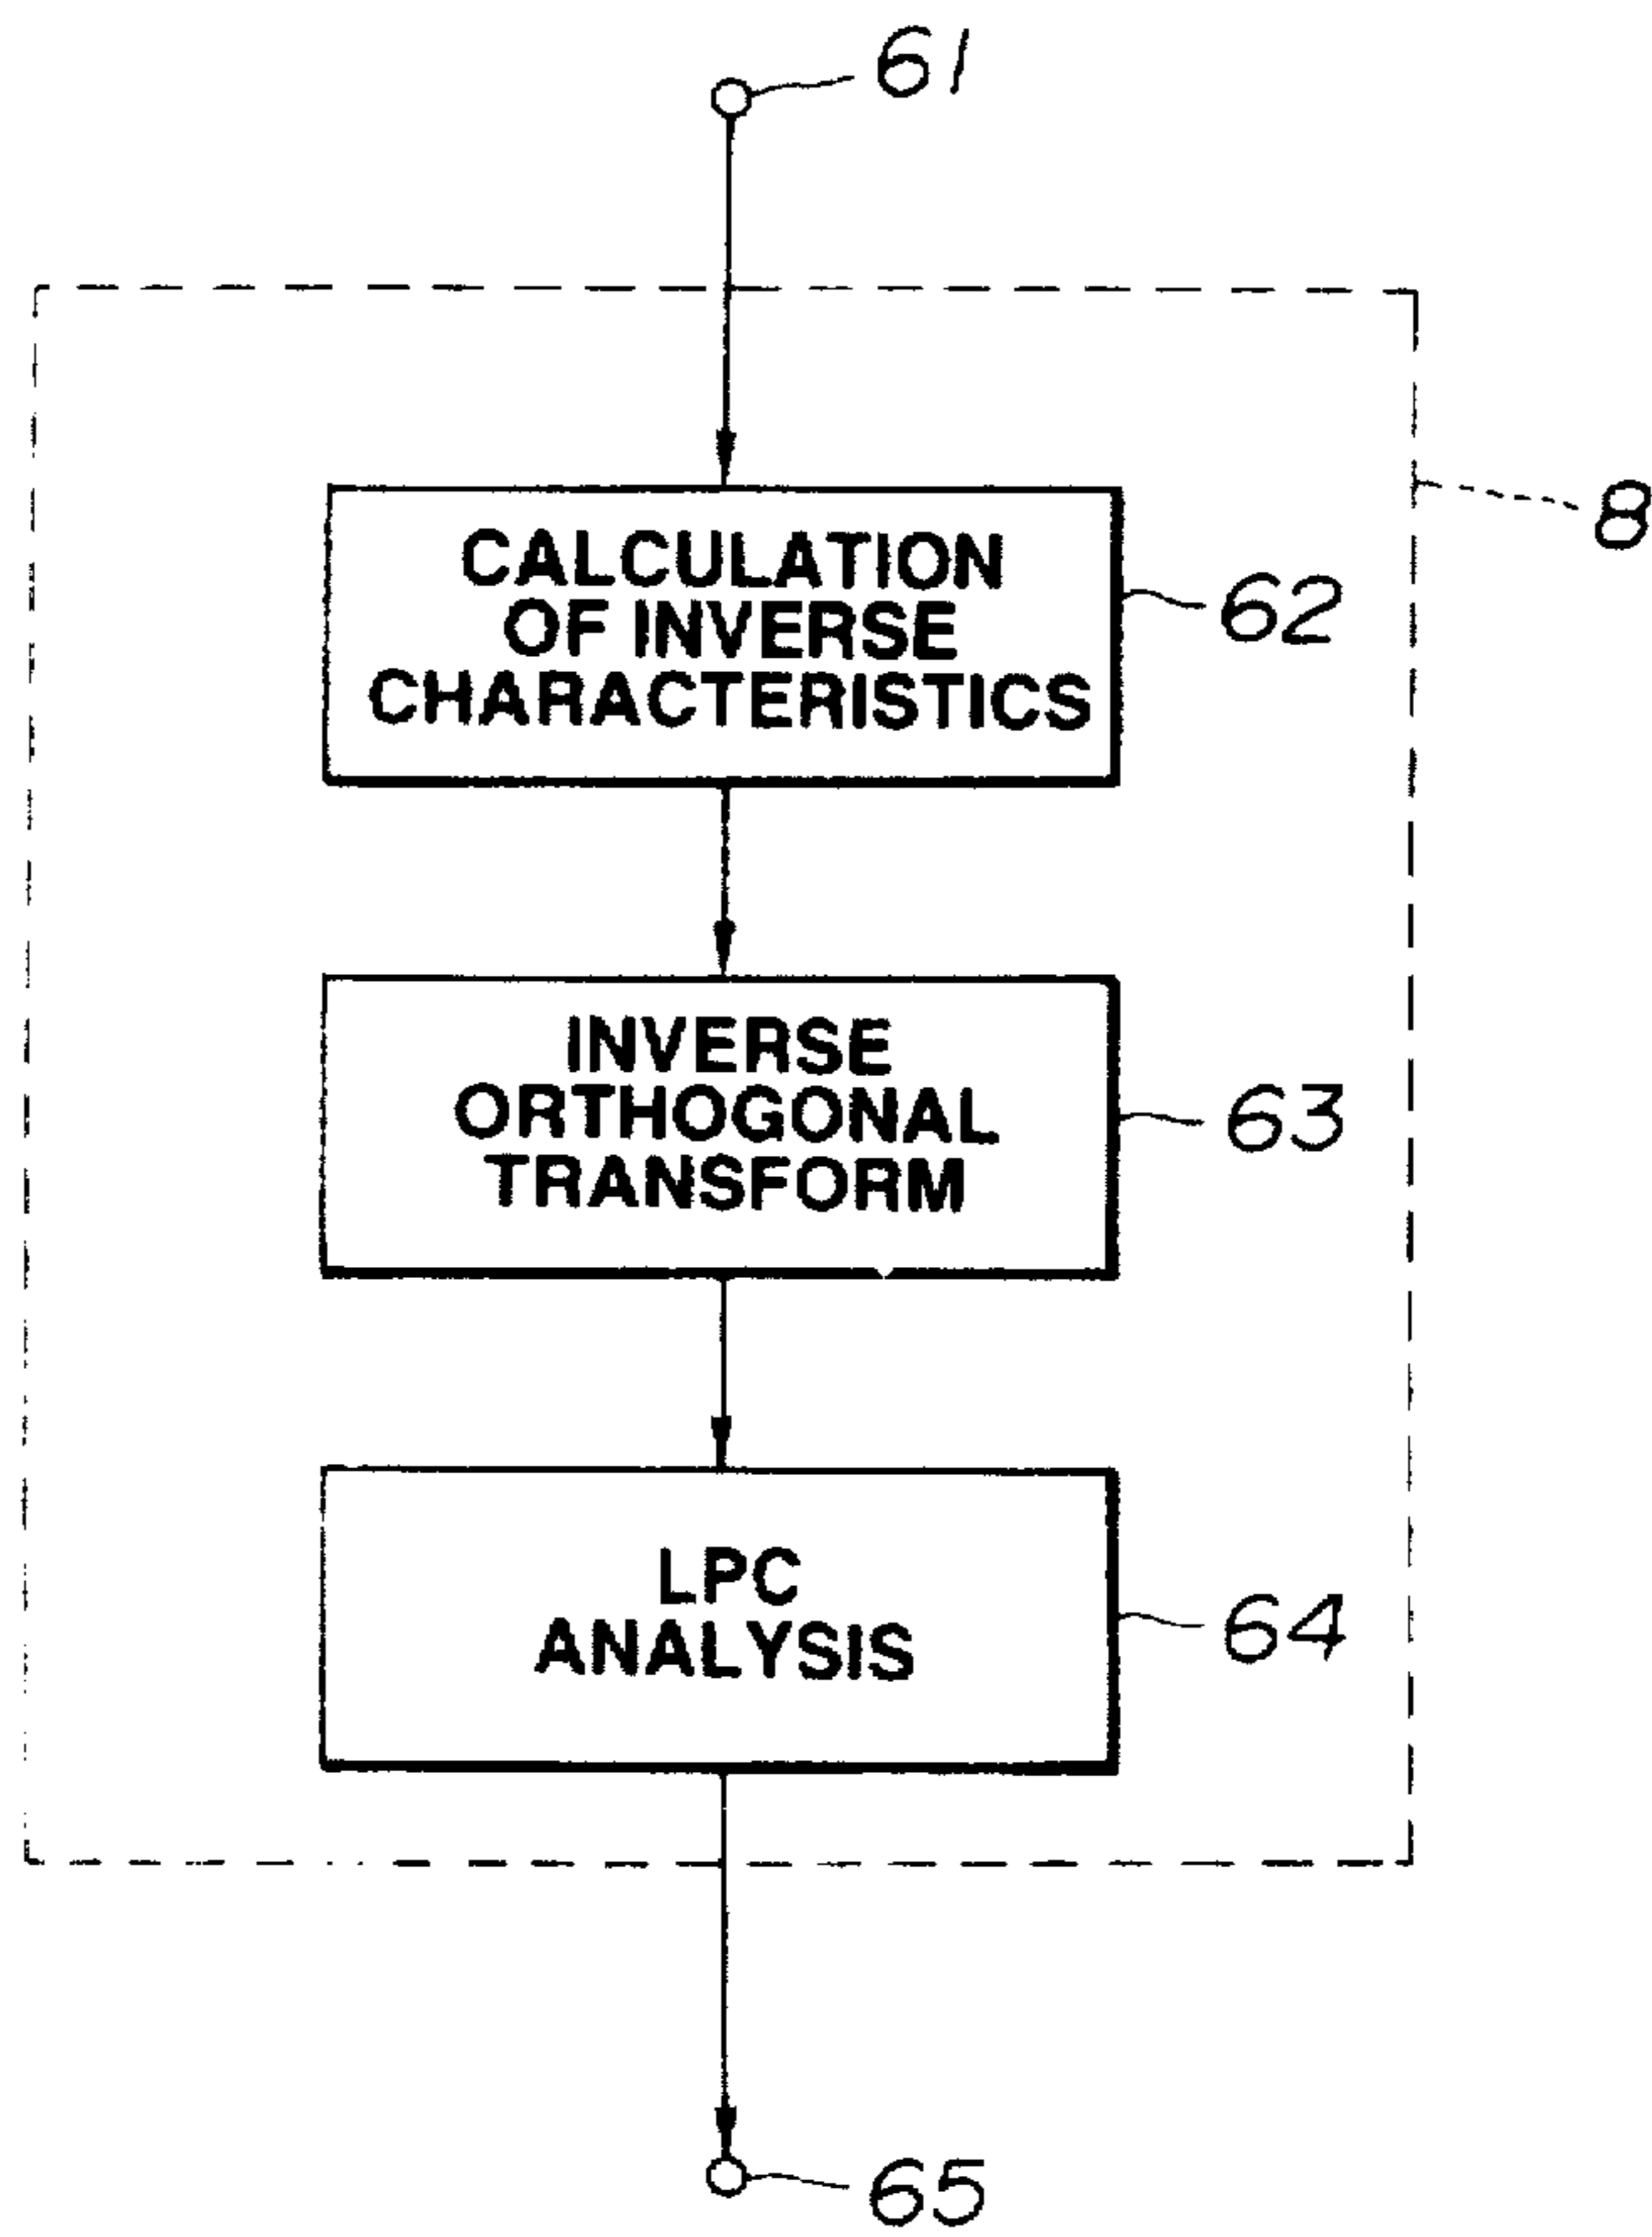 61
8
CALCULATION
OF INVERSE
CHARACTERISTICS
62
INVERSE
ORTHOGONAL
TRANSFORM
63
LPC
ANALYSIS
64
65